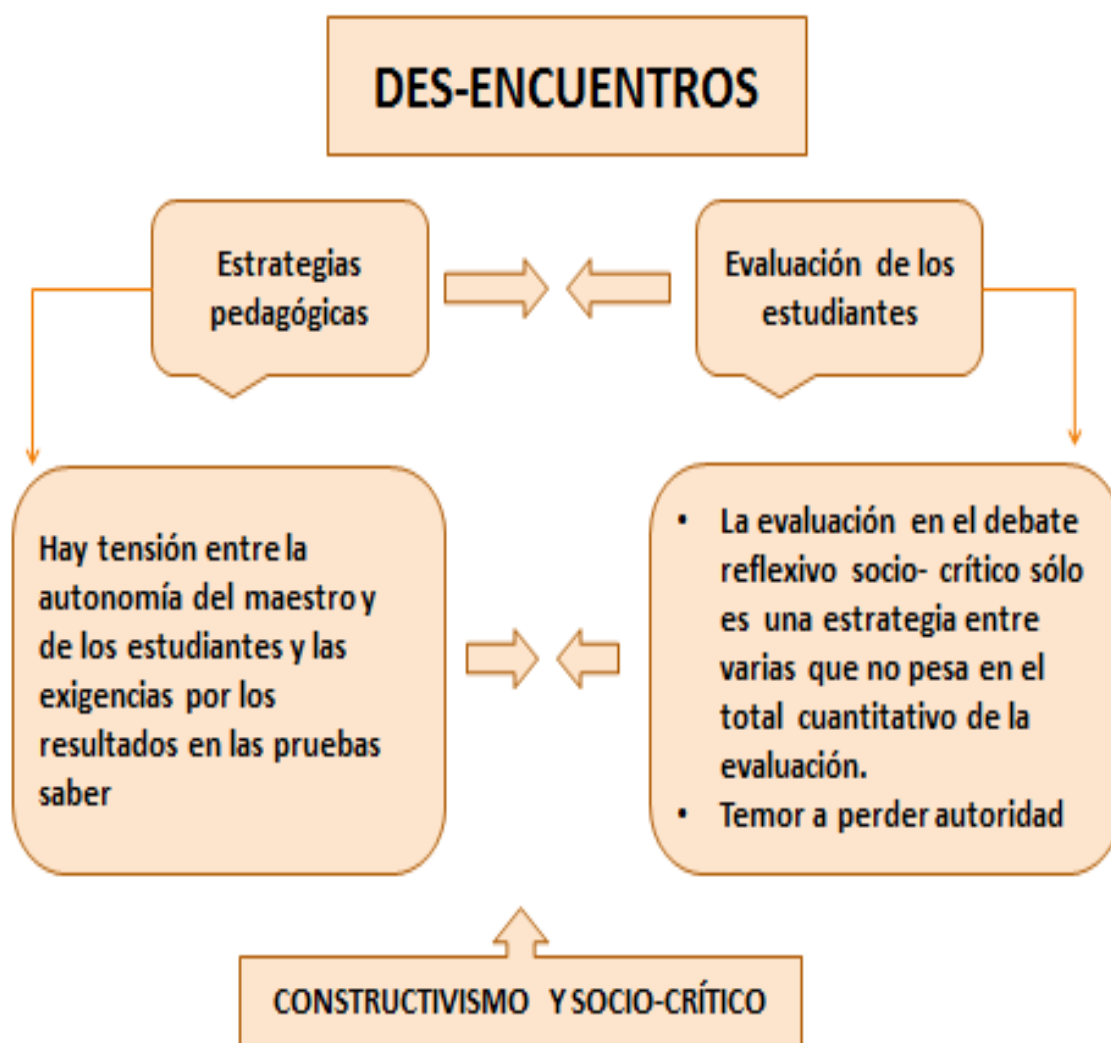 DES-ENCUENTROS
Estrategias
pedagógicas
Evaluación de los
estudiantes
Hay tensión entre la
autonomía del maestro y
de los estudiantes y las
exigencias por los
resultados en las pruebas
saber
• La evaluación en el debate
reflexivo socio- crítico sólo
es una estrategia entre
varias que no pesa en el
total cuantitativo de la
evaluación.
• Temor a perder autoridad
CONSTRUCTIVISMO Y SOCIO-CRÍTICO